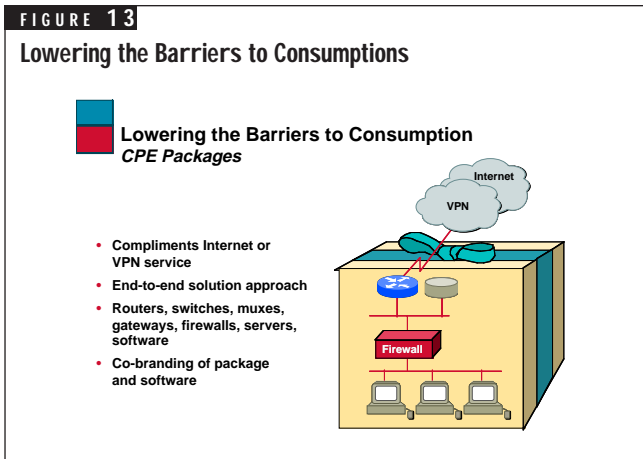 FIGURE 13
Lowering the Barriers to Consumptions
Lowering the Barriers to Consumption
CPE Packages
Internet
VPN
• Compliments Internet or
VPN service
• End-to-end solution approach
• Routers, switches, muxes,
gateways, firewalls, servers,
software
• Co-branding of package
and software
Firewall